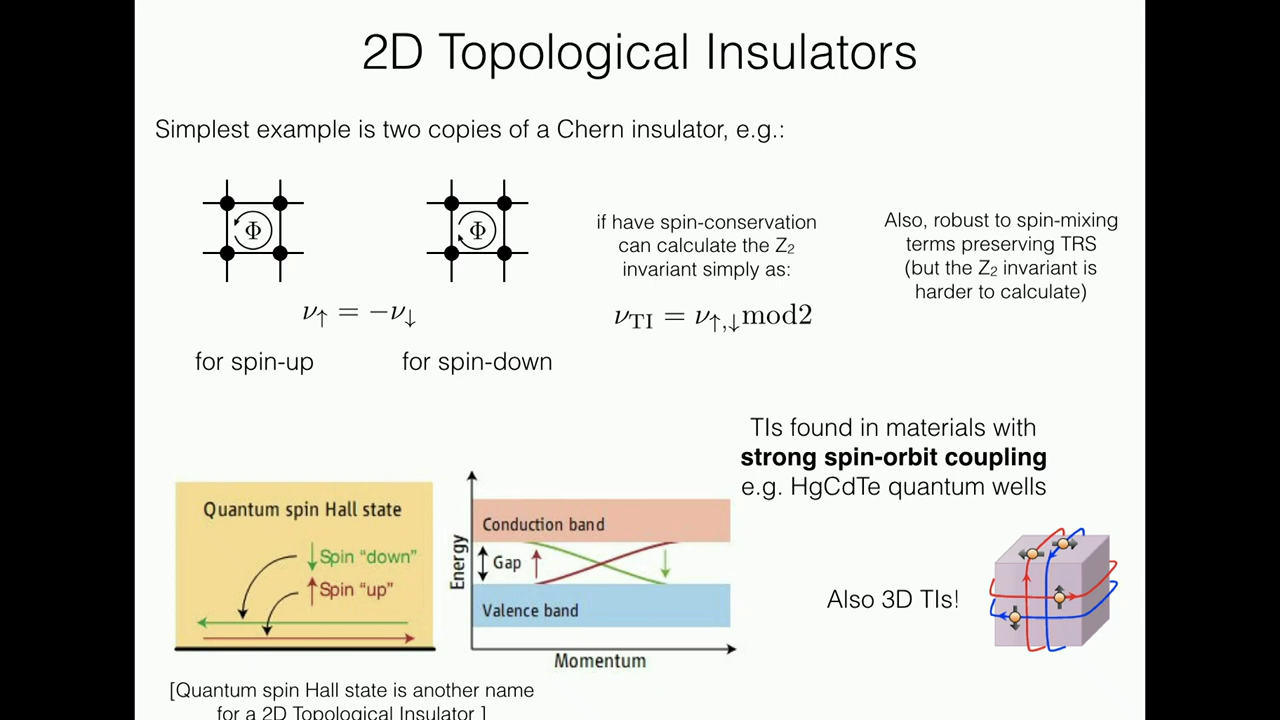 2D Topological Insulators
Simplest example is two copies of a Chern insulator, e.g.:
Φ
Φ
ν↑ = −ν↓
for spin-up
for spin-down
if have spin-conservation
can calculate the Z₂
invariant simply as:
ν_TI = ν↑,↓mod2
Also, robust to spin-mixing
terms preserving TRS
(but the Z₂ invariant is
harder to calculate)
TIs found in materials with
strong spin-orbit coupling
e.g. HgCdTe quantum wells
Quantum spin Hall state
↓Spin “down”
↑Spin “up”
Energy
Conduction band
Gap
Valence band
Momentum
Also 3D TIs!
[Quantum spin Hall state is another name
for a 2D Topological Insulator ]